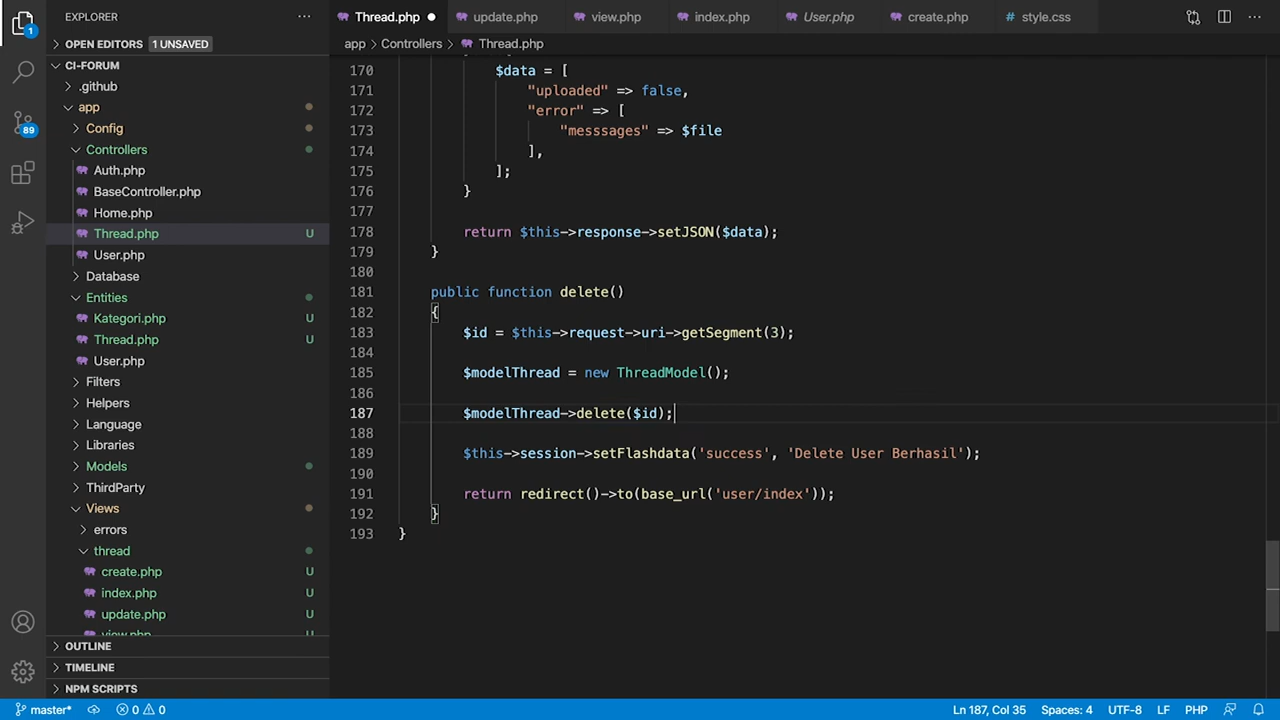 EXPLORER
Thread.php
update.php
view.php
index.php
User.php
create.php
# style.css
OPEN EDITORS 1 UNSAVED
app > Controllers > Thread.php
CI-FORUM
.github
app
Config
Controllers
Auth.php
BaseController.php
Home.php
Thread.php U
User.php
Database
Entities
Kategori.php U
Thread.php U
User.php
Filters
Helpers
Language
Libraries
Models
ThirdParty
Views
errors
thread
create.php U
index.php U
update.php U
view.php U
OUTLINE
TIMELINE
NPM SCRIPTS
1
89
170 $data = [
171 "uploaded" => false,
172 "error" => [
173 "messsages" => $file
174 ],
175 ];
176 }
177
178 return $this->response->setJSON($data);
179 }
180
181 public function delete()
182 {
183 $id = $this->request->uri->getSegment(3);
184
185 $modelThread = new ThreadModel();
186
187 $modelThread->delete($id);
188
189 $this->session->setFlashdata('success', 'Delete User Berhasil');
190
191 return redirect()->to(base_url('user/index'));
192 }
193 }
master* 0 0 Ln 187, Col 35 Spaces: 4 UTF-8 LF PHP